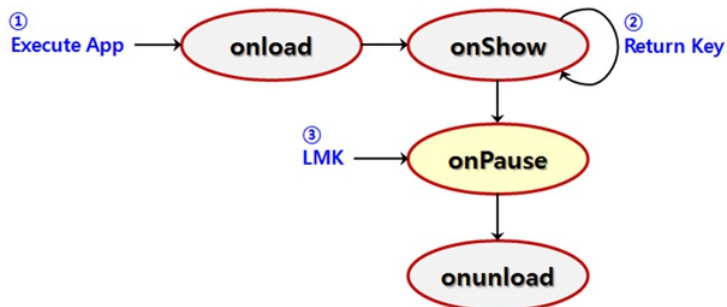 ①
Execute App
onload
onShow
②
Return Key
③
LMK
onPause
onunload